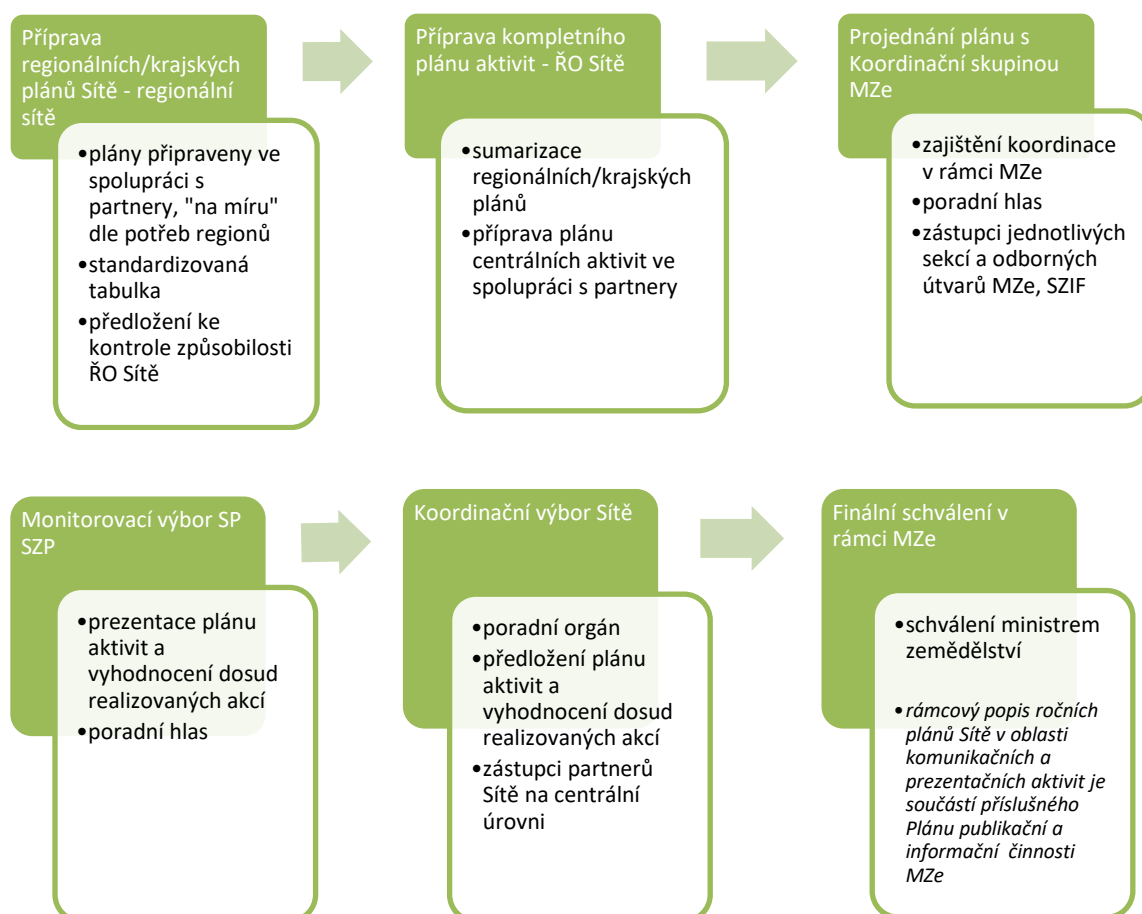 Příprava
regionálních/krajských
plánů Sítě - regionální
sítě
•plány připraveny ve
spolupráci s
partnery, "na míru"
dle potřeb regionů
•standardizovaná
tabulka
•předložení ke
kontrole způsobilosti
ŘO Sítě
Příprava kompletního
plánu aktivit - ŘO Sítě
•sumarizace
regionálních/krajských
plánů
•příprava plánu
centrálních aktivit ve
spolupráci s partnery
Projednání plánu s
Koordinační skupinou
MZe
•zajištění koordinace
v rámci MZe
•poradní hlas
•zástupci jednotlivých
sekcí a odborných
útvarů MZe, SZIF
Monitorovací výbor SP
SZP
•prezentace plánu
aktivit a
vyhodnocení dosud
realizovaných akcí
•poradní hlas
Koordinační výbor Sítě
•poradní orgán
•předložení plánu
aktivit a
vyhodnocení dosud
realizovaných akcí
•zástupci partnerů
Sítě na centrální
úrovni
Finální schválení v
rámci MZe
•schválení ministrem
zemědělství
•rámcový popis ročních
plánů Sítě v oblasti
komunikačních a
prezentačních aktivit je
součástí příslušného
Plánu publikační a
informační činnosti
MZe